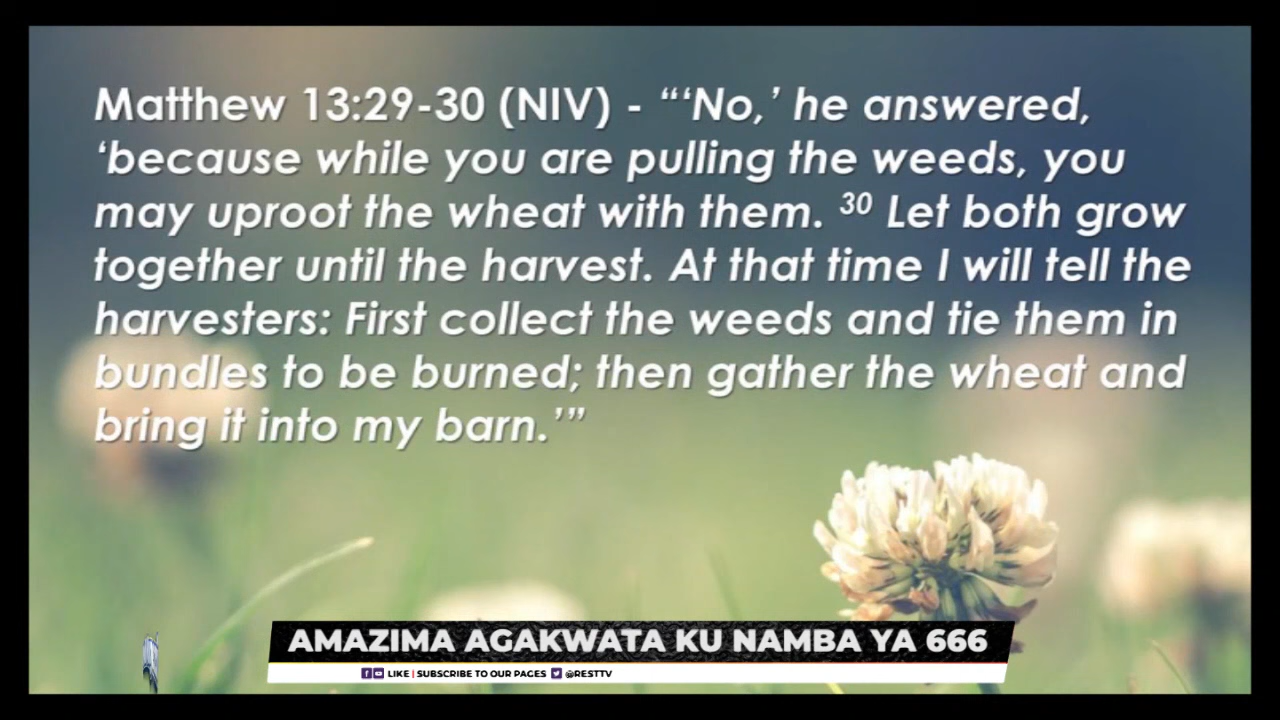 Matthew 13:29-30 (NIV) - “‘No,’ he answered,
‘because while you are pulling the weeds, you
may uproot the wheat with them. ³⁰ Let both grow
together until the harvest. At that time I will tell the
harvesters: First collect the weeds and tie them in
bundles to be burned; then gather the wheat and
bring it into my barn.’”
AMAZIMA AGAKWATA KU NAMBA YA 666
LIKE | SUBSCRIBE TO OUR PAGES @RESTTV